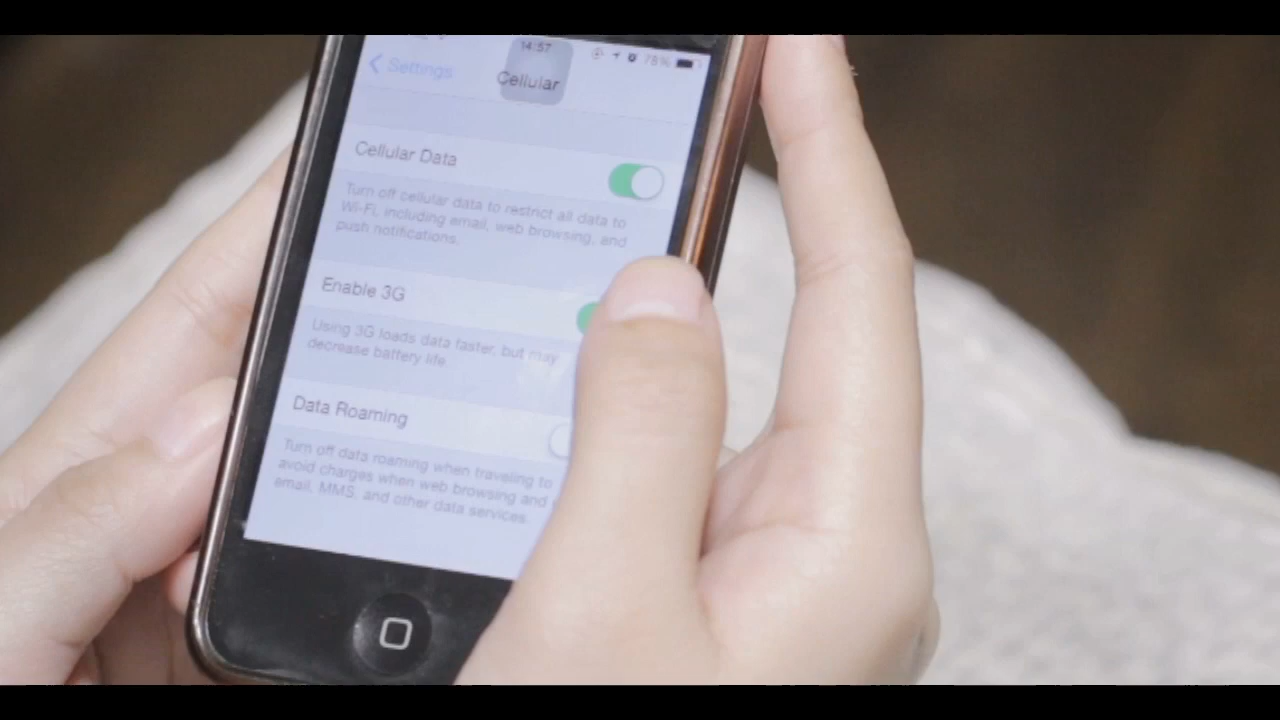 14:57
78%
Settings
Cellular
Cellular Data
Turn off cellular data to restrict all data to
Wi-Fi, including email, web browsing, and
push notifications.
Enable 3G
Using 3G loads data faster, but may
decrease battery life.
Data Roaming
Turn off data roaming when traveling to
avoid charges when web browsing and
email, MMS, and other data services.